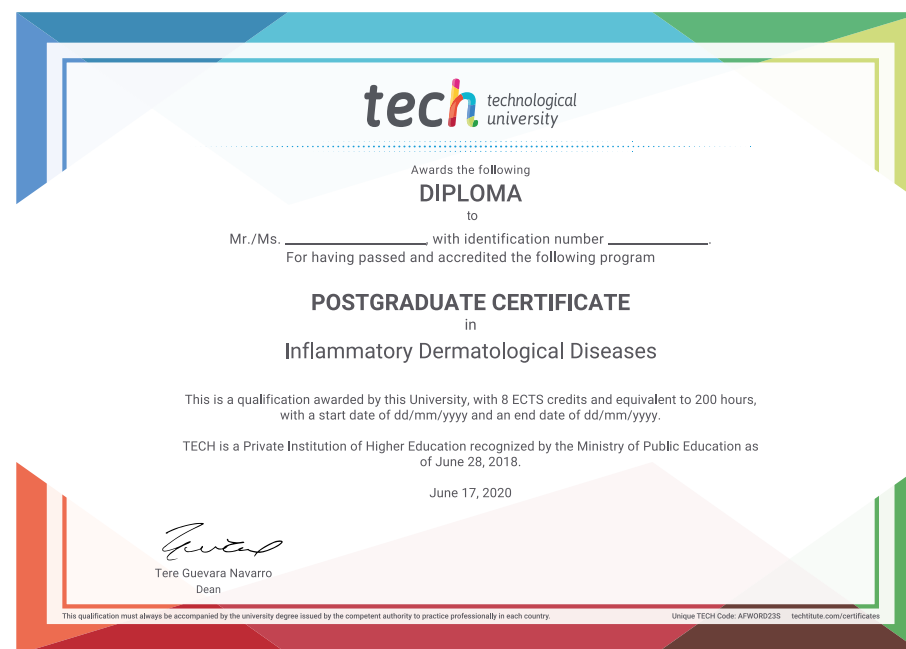 tech technological
university
Awards the following
DIPLOMA
to
Mr./Ms. ____________, with identification number ____________.
For having passed and accredited the following program
POSTGRADUATE CERTIFICATE
in
Inflammatory Dermatological Diseases
This is a qualification awarded by this University, with 8 ECTS credits and equivalent to 200 hours,
with a start date of dd/mm/yyyy and an end date of dd/mm/yyyy.
TECH is a Private Institution of Higher Education recognized by the Ministry of Public Education as
of June 28, 2018.
June 17, 2020
Tere Guevara Navarro
Dean
This qualification must always be accompanied by the university degree issued by the competent authority to practice professionally in each country. Unique TECH Code: AFWORD23S techtitute.com/certificates